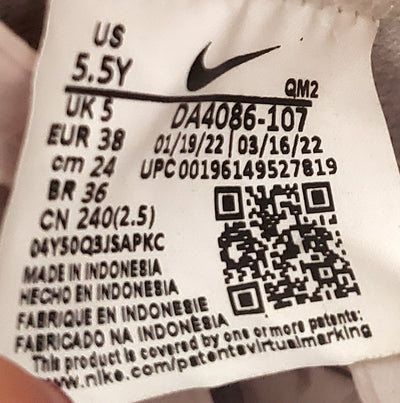 US
5.5Y
QM2
UK 5
DA4086-107
EUR 38
01/19/22 | 03/16/22
cm 24
UPC 00196149527819
BR 36
CN 240(2.5)
04Y50Q3JSAPKC
MADE IN INDONESIA
HECHO EN INDONESIA
FABRIQUE EN INDONESIE
FABRICADO NA INDONÉSIA
This product is covered by one or more patents:
www.nike.com/patentsvirtualmarking